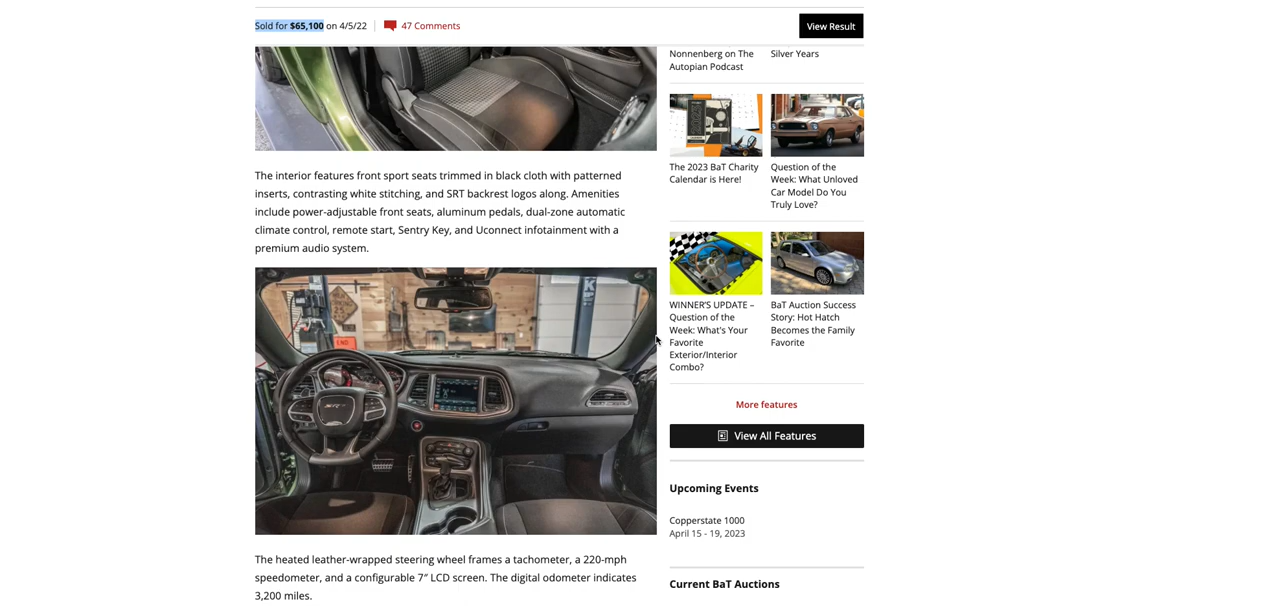 Sold for $65,100 on 4/5/22
47 Comments
View Result
The interior features front sport seats trimmed in black cloth with patterned
inserts, contrasting white stitching, and SRT backrest logos along. Amenities
include power-adjustable front seats, aluminum pedals, dual-zone automatic
climate control, remote start, Sentry Key, and Uconnect infotainment with a
premium audio system.
SRT
The heated leather-wrapped steering wheel frames a tachometer, a 220-mph
speedometer, and a configurable 7″ LCD screen. The digital odometer indicates
3,200 miles.
Nonnenberg on The
Autopian Podcast
Silver Years
The 2023 BaT Charity
Calendar is Here!
Question of the
Week: What Unloved
Car Model Do You
Truly Love?
WINNER'S UPDATE –
Question of the
Week: What's Your
Favorite
Exterior/Interior
Combo?
BaT Auction Success
Story: Hot Hatch
Becomes the Family
Favorite
More features
View All Features
Upcoming Events
Copperstate 1000
April 15 - 19, 2023
Current BaT Auctions